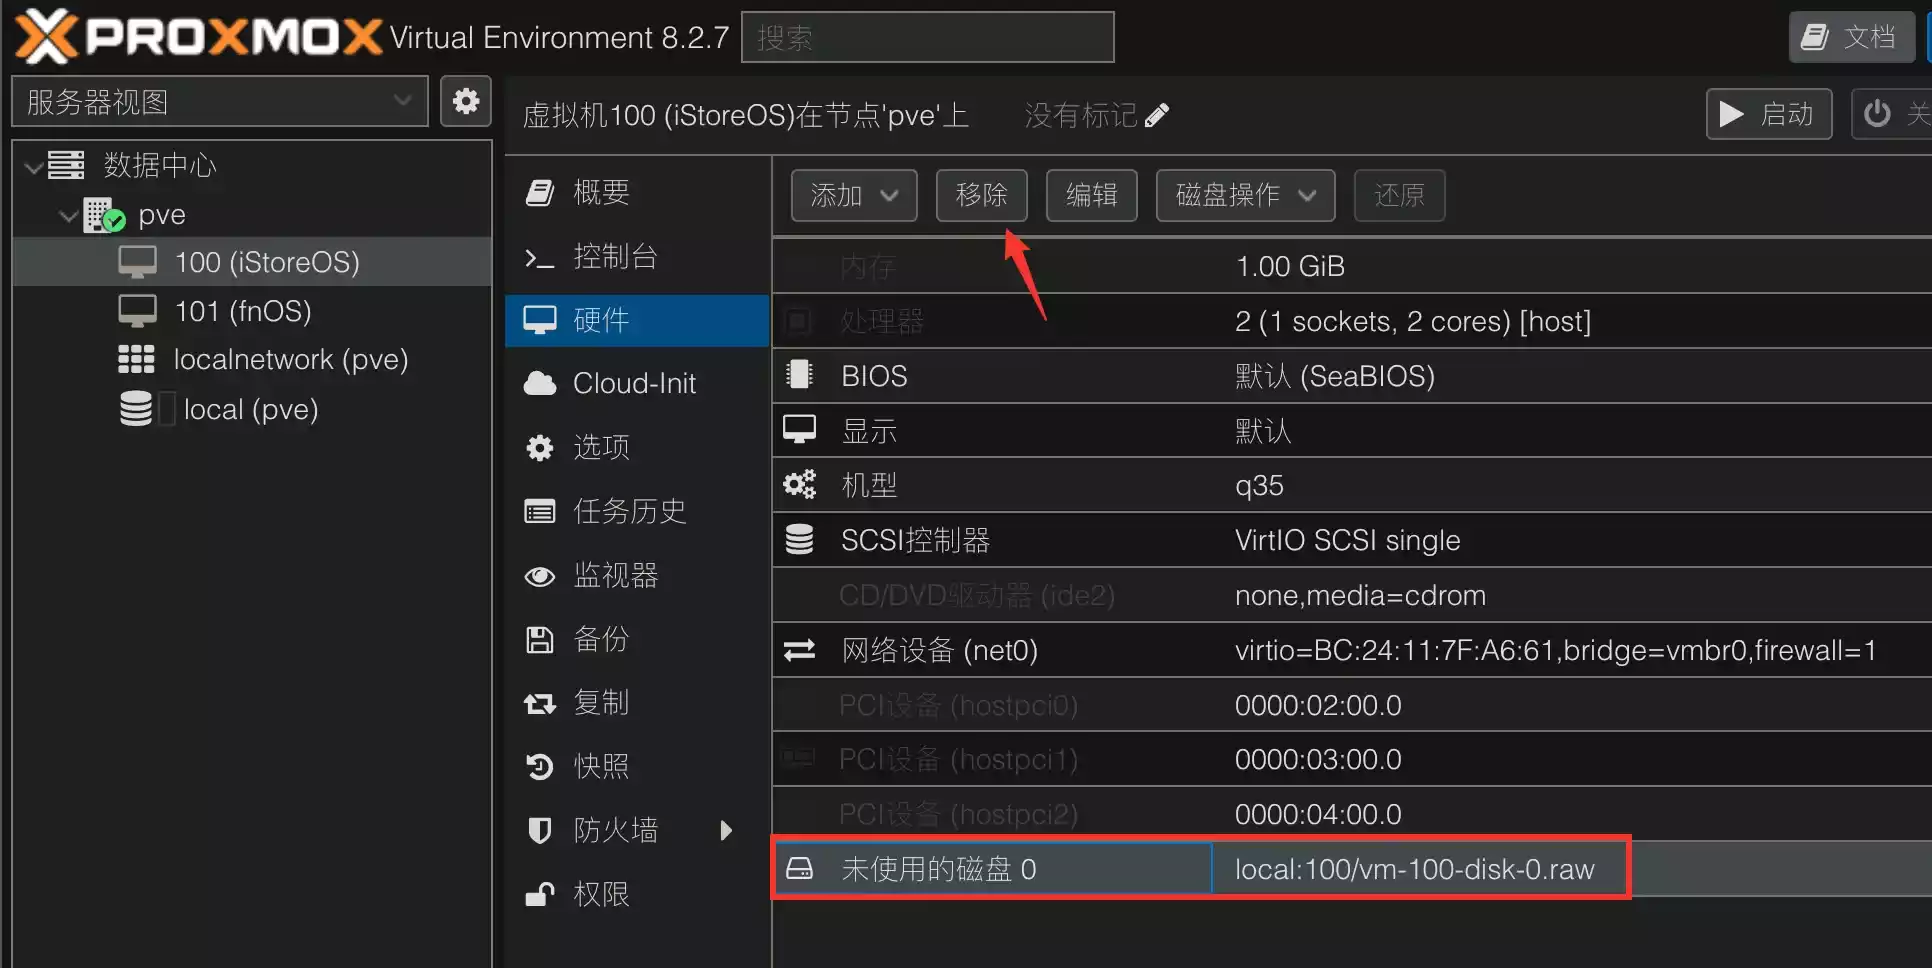 PROXMOX Virtual Environment 8.2.7 搜索 文档
服务器视图
虚拟机100 (iStoreOS)在节点'pve'上 没有标记 启动 关
数据中心
pve
100 (iStoreOS)
101 (fnOS)
localnetwork (pve)
local (pve)
概要
控制台
硬件
Cloud-Init
选项
任务历史
监视器
备份
复制
快照
防火墙
权限
添加 移除 编辑 磁盘操作 还原
内存 1.00 GiB
处理器 2 (1 sockets, 2 cores) [host]
BIOS 默认 (SeaBIOS)
显示 默认
机型 q35
SCSI控制器 VirtIO SCSI single
CD/DVD驱动器 (ide2) none,media=cdrom
网络设备 (net0) virtio=BC:24:11:7F:A6:61,bridge=vmbr0,firewall=1
PCI设备 (hostpci0) 0000:02:00.0
PCI设备 (hostpci1) 0000:03:00.0
PCI设备 (hostpci2) 0000:04:00.0
未使用的磁盘 0 local:100/vm-100-disk-0.raw